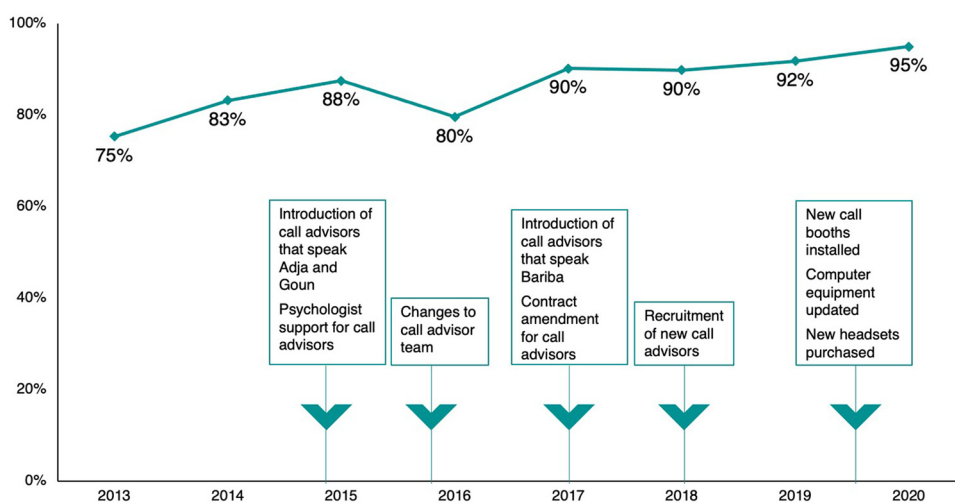 100%
80%
60%
40%
20%
0%
75%
83%
88%
80%
90%
90%
92%
95%
Introduction of
call advisors
that speak
Adja and
Goun
Psychologist
support for call
advisors
Changes to
call advisor
team
Introduction of
call advisors
that speak
Bariba
Contract
amendment
for call
advisors
Recruitment
of new call
advisors
New call
booths
installed
Computer
equipment
updated
New headsets
purchased
2013
2014
2015
2016
2017
2018
2019
2020